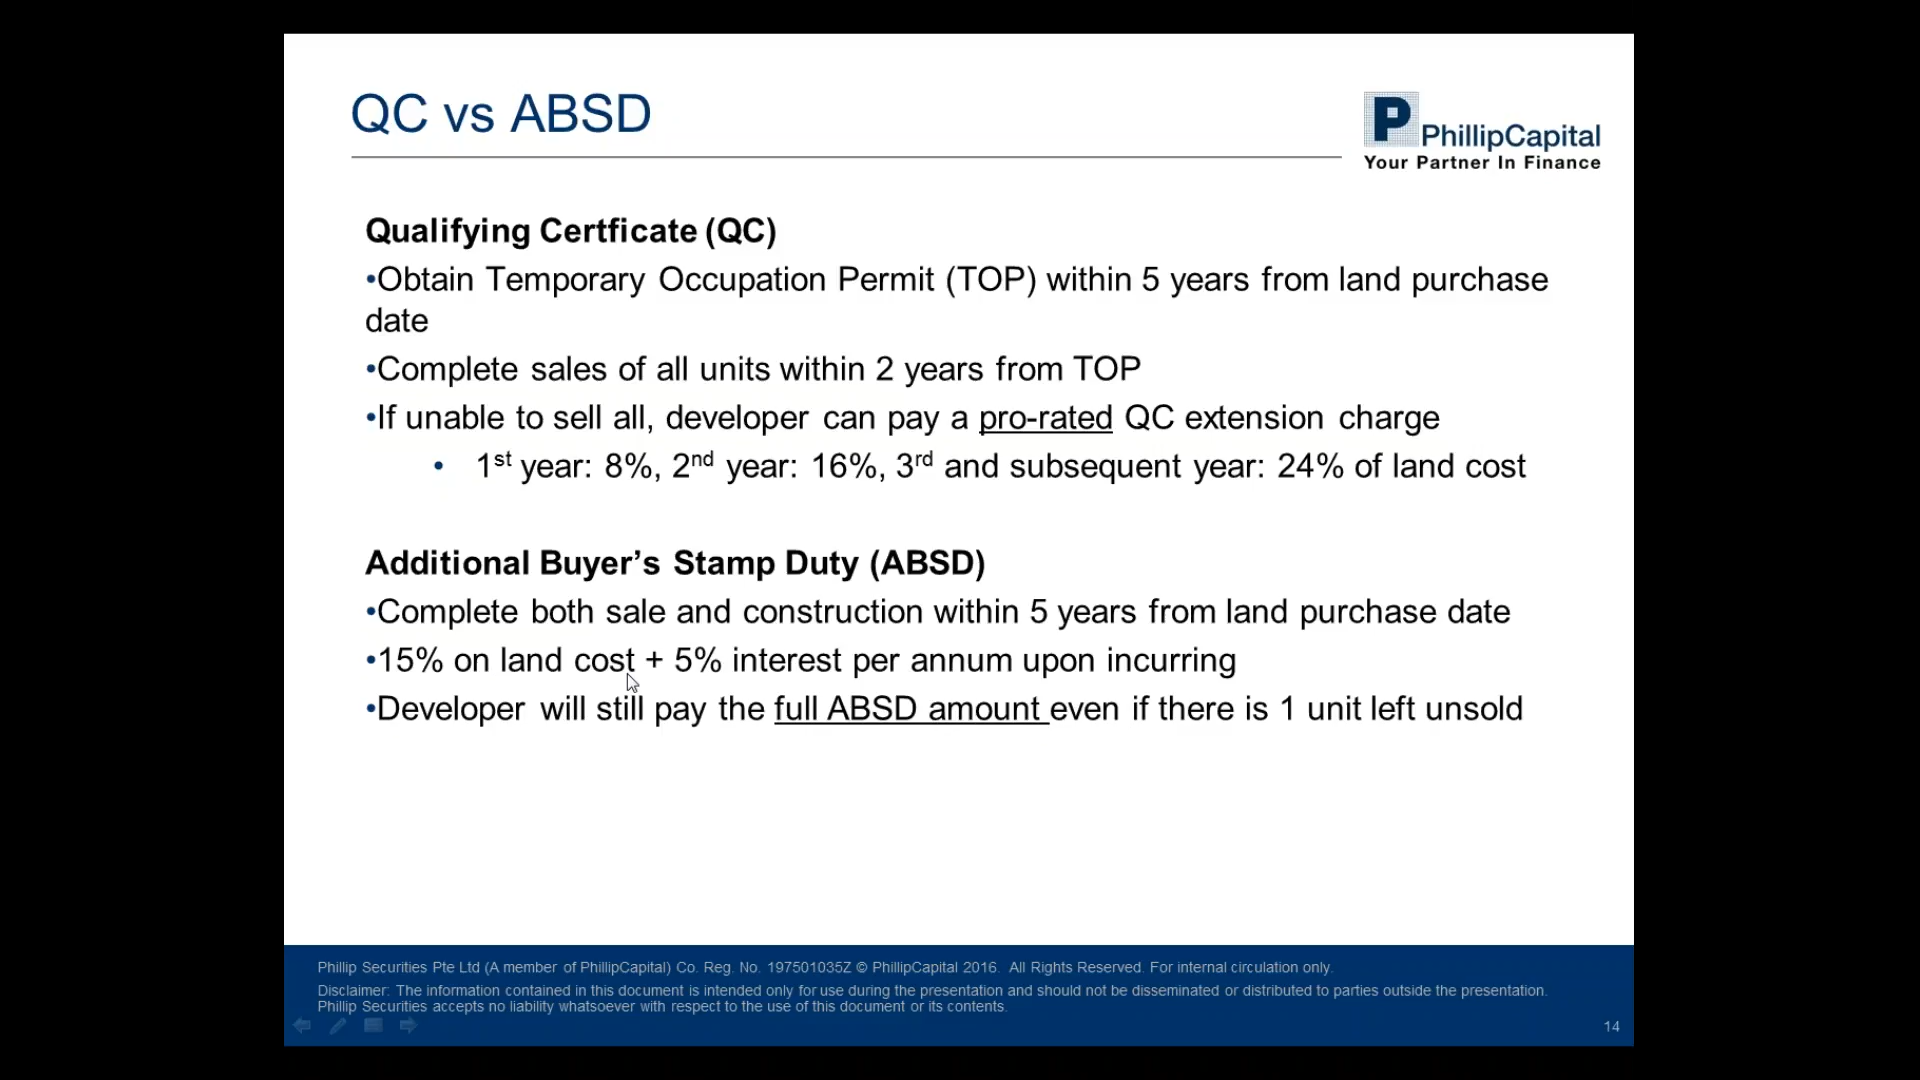 QC vs ABSD
P
PhillipCapital
Your Partner In Finance
Qualifying Certficate (QC)
•Obtain Temporary Occupation Permit (TOP) within 5 years from land purchase
date
•Complete sales of all units within 2 years from TOP
•If unable to sell all, developer can pay a pro-rated QC extension charge
• 1st year: 8%, 2nd year: 16%, 3rd and subsequent year: 24% of land cost
Additional Buyer’s Stamp Duty (ABSD)
•Complete both sale and construction within 5 years from land purchase date
•15% on land cost + 5% interest per annum upon incurring
•Developer will still pay the full ABSD amount even if there is 1 unit left unsold
Phillip Securities Pte Ltd (A member of PhillipCapital) Co. Reg. No. 197501035Z © PhillipCapital 2016. All Rights Reserved. For internal circulation only.
Disclaimer: The information contained in this document is intended only for use during the presentation and should not be disseminated or distributed to parties outside the presentation.
Phillip Securities accepts no liability whatsoever with respect to the use of this document or its contents.
14